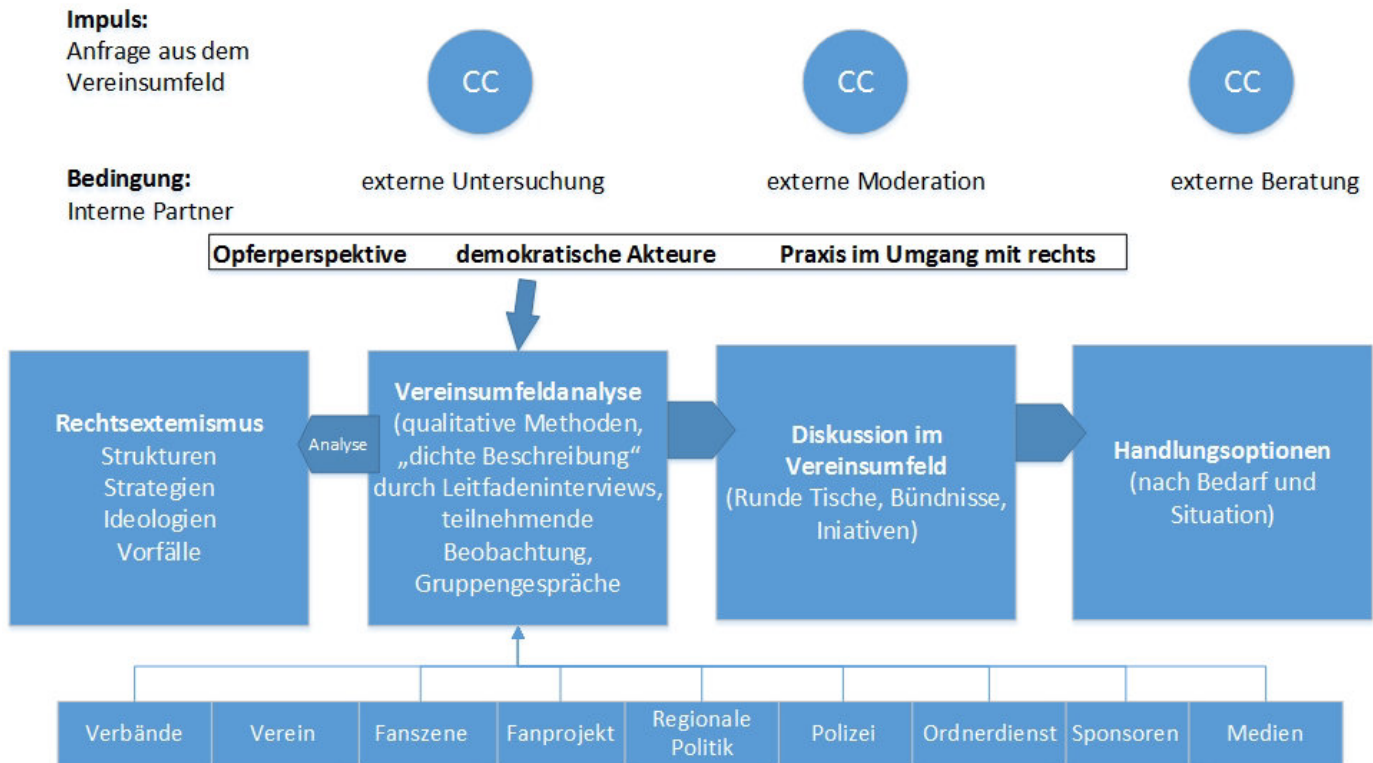 Impuls:
Anfrage aus dem
Vereinsumfeld
CC
CC
CC
Bedingung:
Interne Partner
externe Untersuchung
externe Moderation
externe Beratung
Opferperspektive demokratische Akteure Praxis im Umgang mit rechts
Rechtsextemismus
Strukturen
Strategien
Ideologien
Vorfälle
Analyse
Vereinsumfeldanalyse
(qualitative Methoden,
„dichte Beschreibung“
durch Leitfadeninterviews,
teilnehmende
Beobachtung,
Gruppengespräche
Diskussion im
Vereinsumfeld
(Runde Tische, Bündnisse,
Iniativen)
Handlungsoptionen
(nach Bedarf und
Situation)
Verbände
Verein
Fanszene
Fanprojekt
Regionale
Politik
Polizei
Ordnerdienst
Sponsoren
Medien